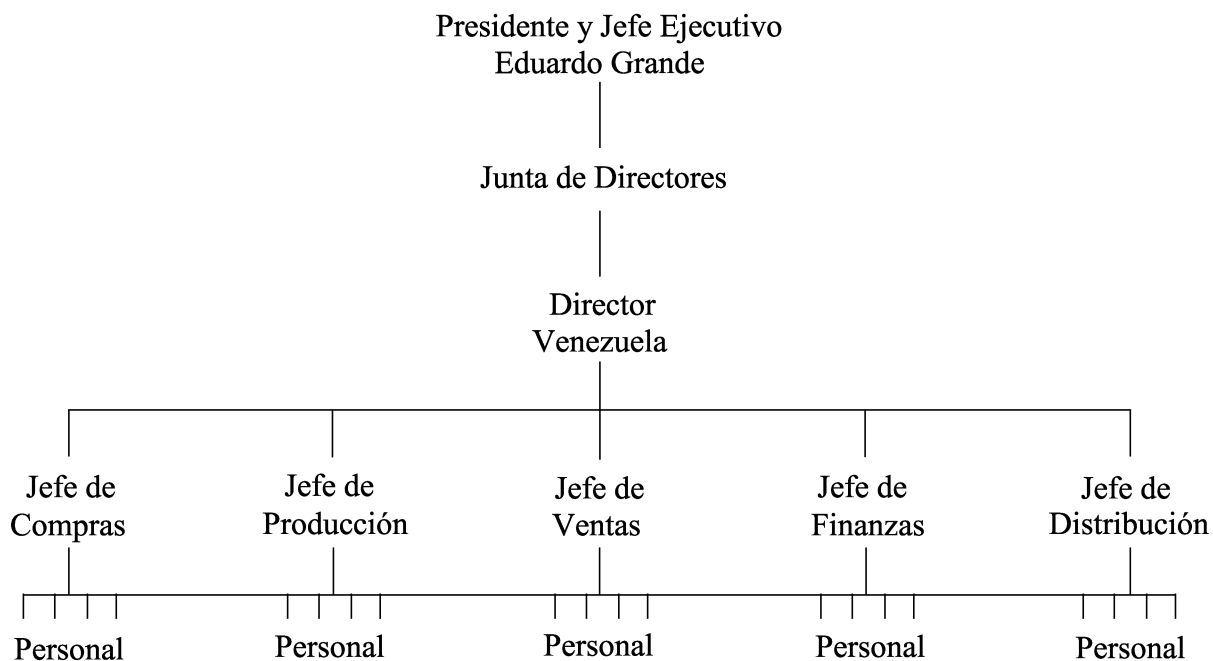 Presidente y Jefe Ejecutivo
Eduardo Grande
Junta de Directores
Director
Venezuela
Jefe de
Compras
Jefe de
Producción
Jefe de
Ventas
Jefe de
Finanzas
Jefe de
Distribución
Personal
Personal
Personal
Personal
Personal